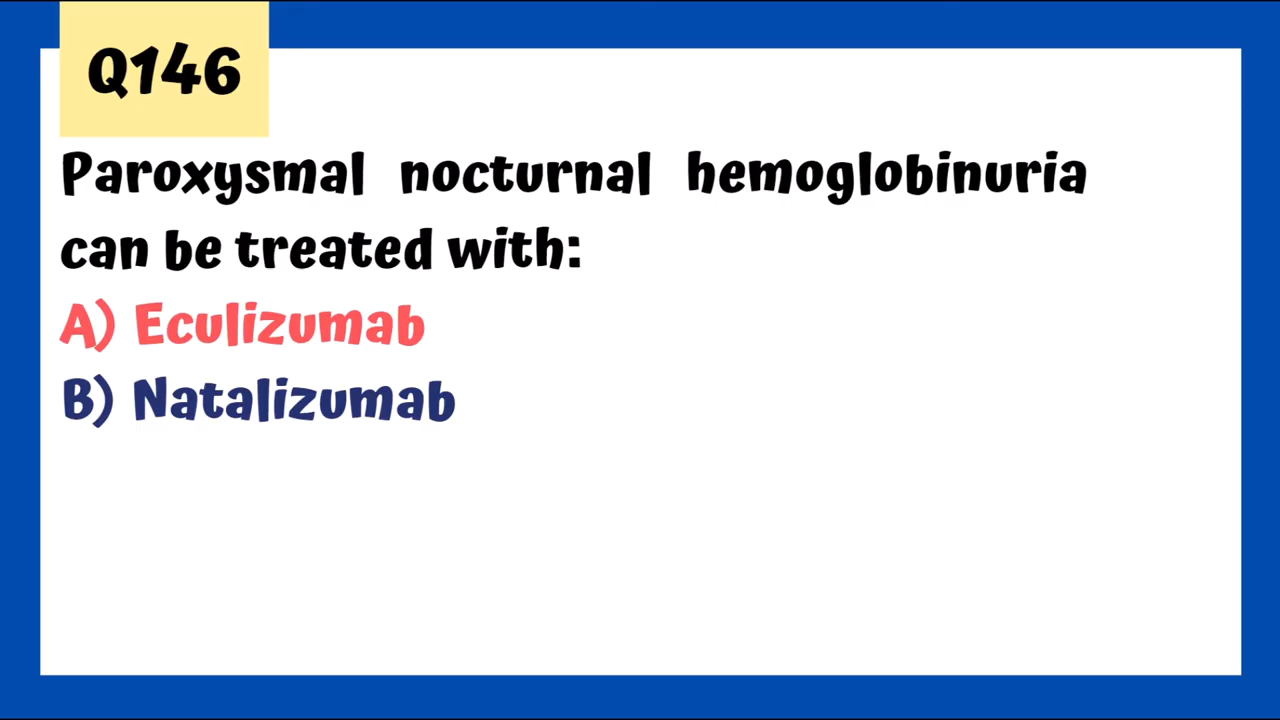 Q146
Paroxysmal nocturnal hemoglobinuria
can be treated with:
A) Eculizumab
B) Natalizumab